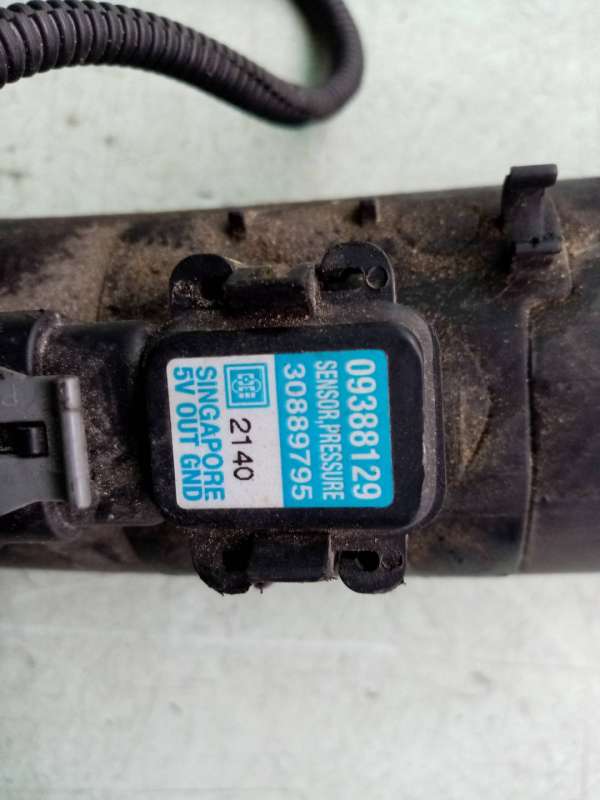 09388129
SENSOR,PRESSURE
30889795
2140
SINGAPORE
5V OUT GND